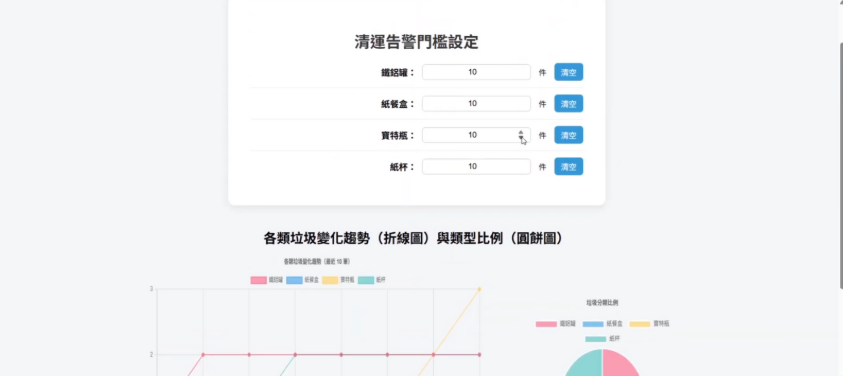 清運告警門檻設定
鐵鋁罐： 10 件 清空
紙餐盒： 10 件 清空
寶特瓶： 10 件 清空
紙杯： 10 件 清空
各類垃圾變化趨勢（折線圖）與類型比例（圓餅圖）
各類垃圾變化趨勢（最近 10 筆）
鐵鋁罐 紙餐盒 寶特瓶 紙杯
3
2
垃圾分類比例
鐵鋁罐 紙餐盒 寶特瓶
紙杯